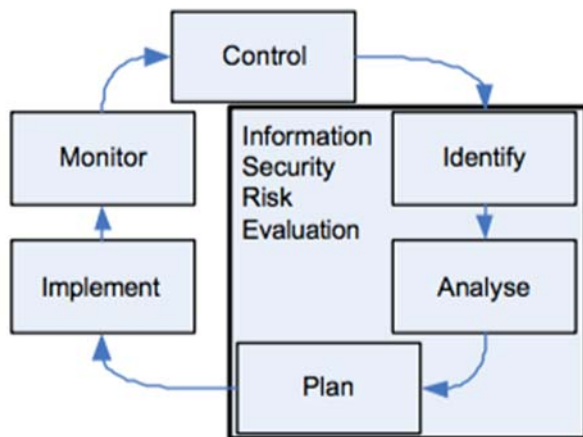 Control
Information
Security
Risk
Evaluation
Identify
Monitor
Analyse
Implement
Plan